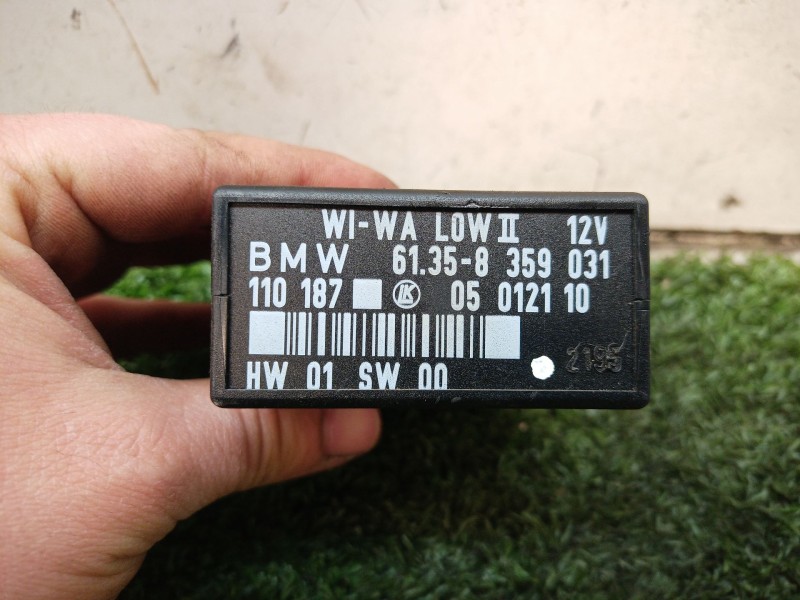 WI-WA LOW II 12V
BMW 61.35-8 359 031
110 187 LK 05 0121 10
HW 01 SW 00
2195